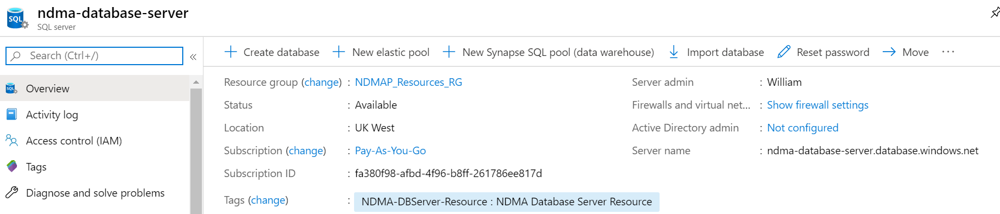 SQL
ndma-database-server
SQL server
Search (Ctrl+/)
«
Create database
New elastic pool
New Synapse SQL pool (data warehouse)
Import database
Reset password
Move
...
SQL
Overview
Activity log
Access control (IAM)
Tags
Diagnose and solve problems
Resource group (change) : NDMAP_Resources_RG
Status : Available
Location : UK West
Subscription (change) : Pay-As-You-Go
Subscription ID : fa380f98-afbd-4f96-b8ff-261786ee817d
Tags (change) : NDMA-DBServer-Resource : NDMA Database Server Resource
Server admin : William
Firewalls and virtual net... : Show firewall settings
Active Directory admin : Not configured
Server name : ndma-database-server.database.windows.net